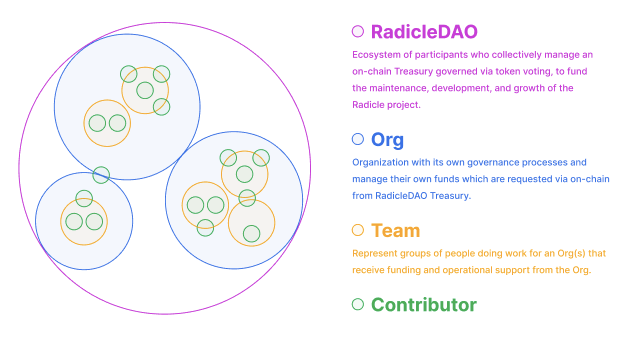 RadicleDAO
Ecosystem of participants who collectively manage an
on-chain Treasury governed via token voting, to fund
the maintenance, development, and growth of the
Radicle project.
Org
Organization with its own governance processes and
manage their own funds which are requested via on-chain
from RadicleDAO Treasury.
Team
Represent groups of people doing work for an Org(s) that
receive funding and operational support from the Org.
Contributor